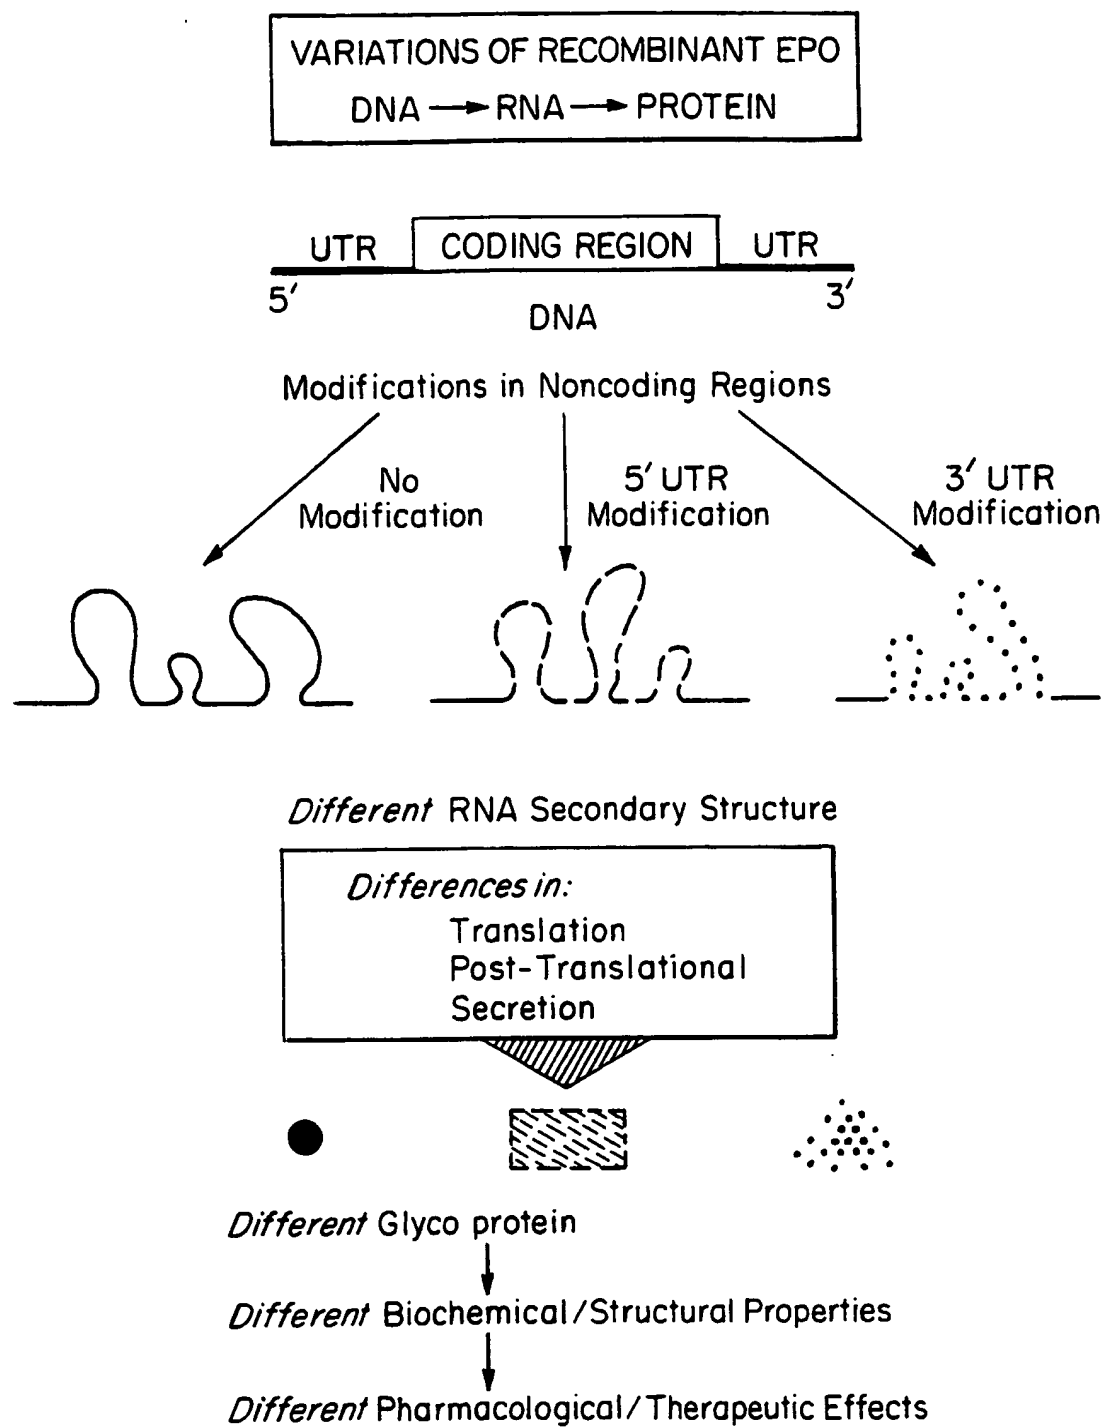 VARIATIONS OF RECOMBINANT EPO
DNA → RNA → PROTEIN
UTR CODING REGION UTR
5′ 3′
DNA
Modifications in Noncoding Regions
No
Modification
5′ UTR
Modification
3′ UTR
Modification
Different RNA Secondary Structure
Differences in:
Translation
Post-Translational
Secretion
Different Glyco protein
Different Biochemical/Structural Properties
Different Pharmacological/Therapeutic Effects